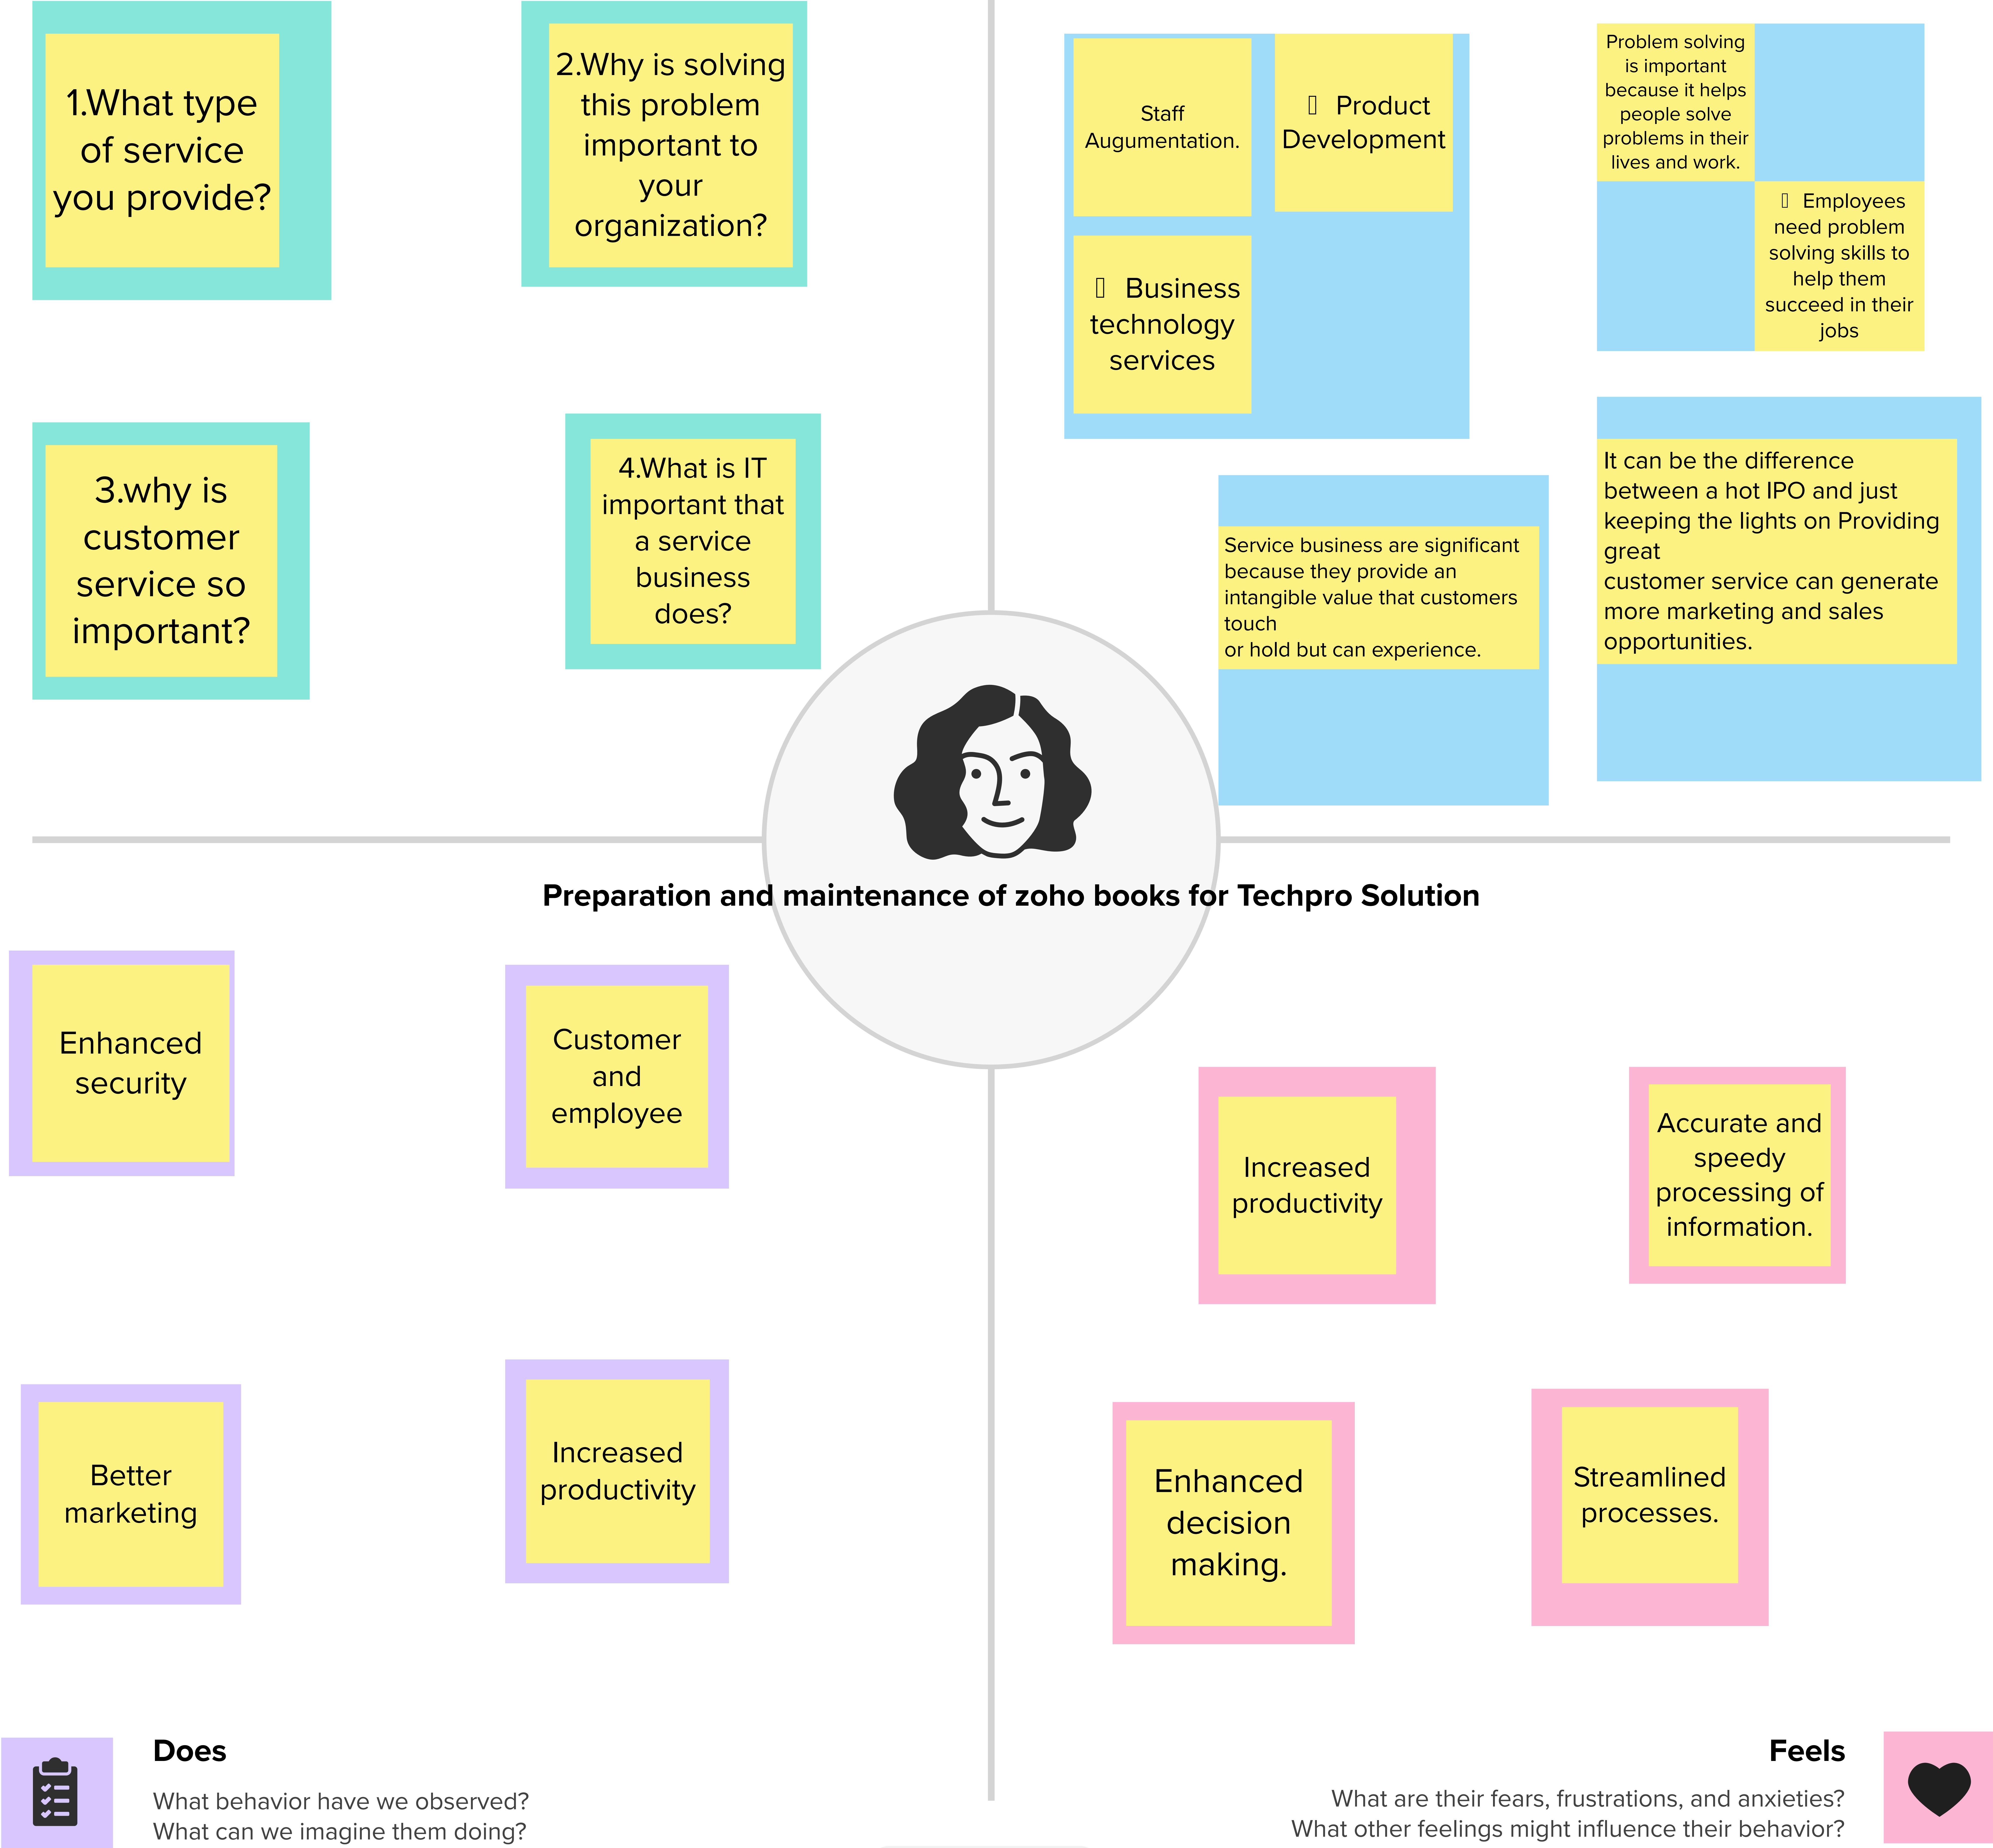 1.What type
of service
you provide?
2.Why is solving
this problem
important to
your
organization?
3.why is
customer
service so
important?
4.What is IT
important that
a service
business
does?
Staff
Augumentation.
Product
Development
Business
technology
services
Problem solving
is important
because it helps
people solve
problems in their
lives and work.
Employees
need problem
solving skills to
help them
succeed in their
jobs
Service business are significant
because they provide an
intangible value that customers
touch
or hold but can experience.
It can be the difference
between a hot IPO and just
keeping the lights on Providing
great
customer service can generate
more marketing and sales
opportunities.
Preparation and maintenance of zoho books for Techpro Solution
Enhanced
security
Customer
and
employee
Better
marketing
Increased
productivity
Increased
productivity
Accurate and
speedy
processing of
information.
Enhanced
decision
making.
Streamlined
processes.
Does
What behavior have we observed?
What can we imagine them doing?
Feels
What are their fears, frustrations, and anxieties?
What other feelings might influence their behavior?